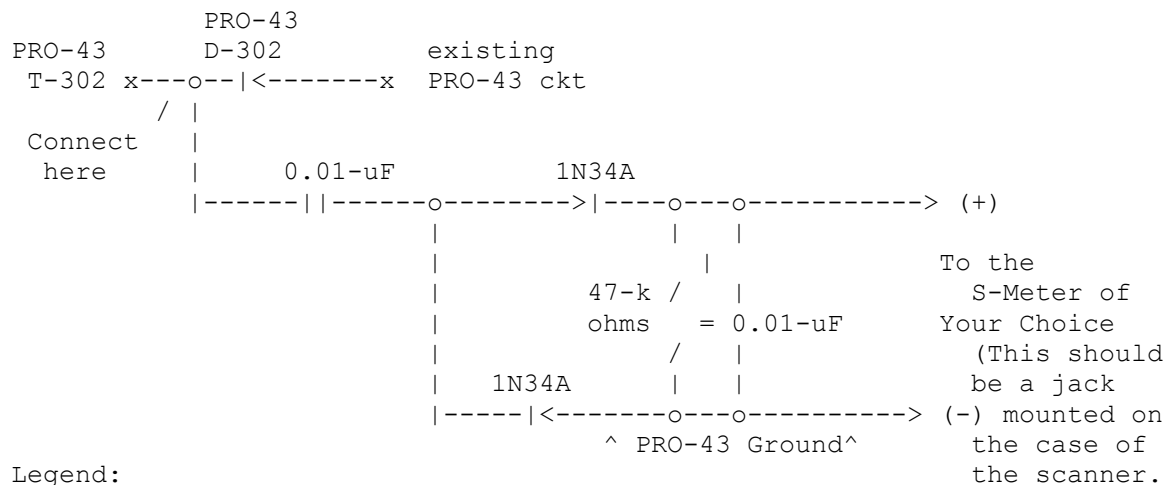 PRO-43
PRO-43          D-302          existing
 T-302 x---o--|<-------x  PRO-43 ckt
          / |
 Connect    |
  here      |      0.01-uF           1N34A
            |------||------o-------->|----o---o-----------> (+)
                           |              |   |
                           |                |               To the
                           |        47-k /    |               S-Meter of
                           |        ohms   = 0.01-uF      Your Choice
                           |             /    |               (This should
                           |   1N34A      |   |               be a jack
                           |-----|<-------o---o----------> (-) mounted on
                                     ^ PRO-43 Ground^         the case of
Legend:                                                       the scanner.